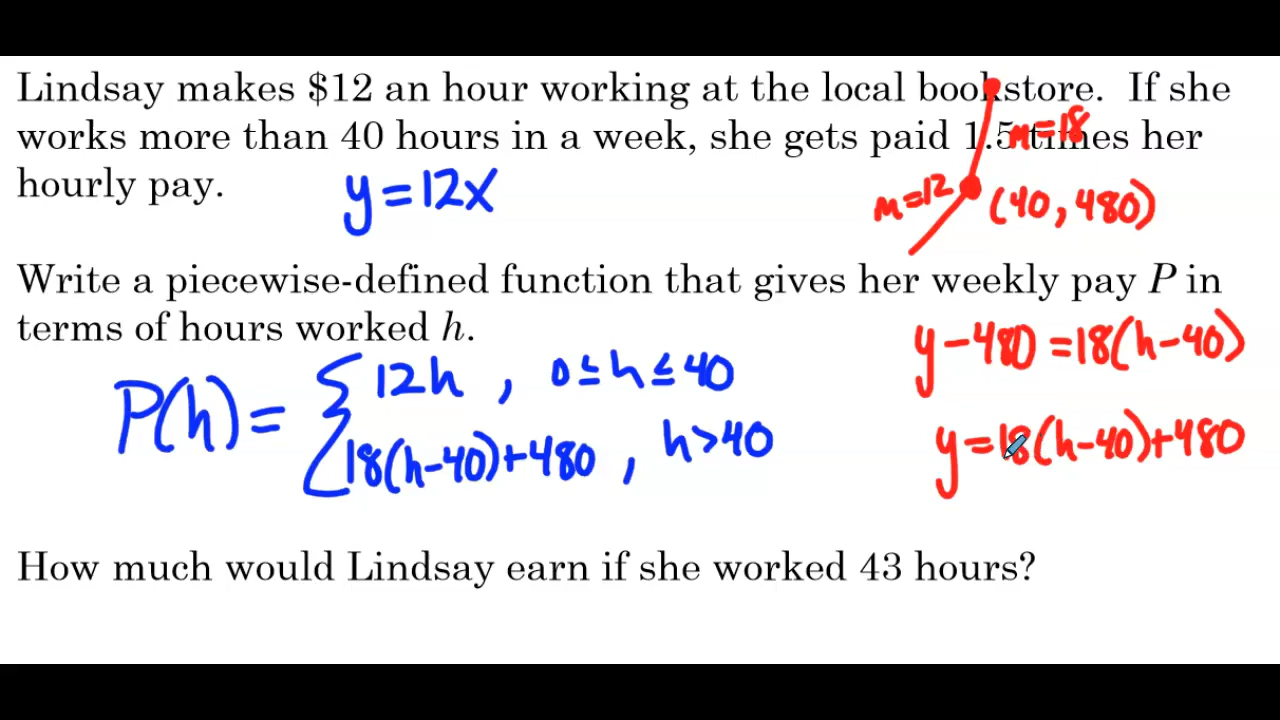 Lindsay makes $12 an hour working at the local bookstore. If she
works more than 40 hours in a week, she gets paid 1.5 times her
hourly pay.
y = 12x
m = 18
m = 12
(40, 480)
Write a piecewise-defined function that gives her weekly pay P in
terms of hours worked h.
y - 480 = 18(h - 40)
P(h) = { 12h , 0 ≤ h ≤ 40
18(h-40)+480 , h > 40
y = 18(h-40)+480
How much would Lindsay earn if she worked 43 hours?